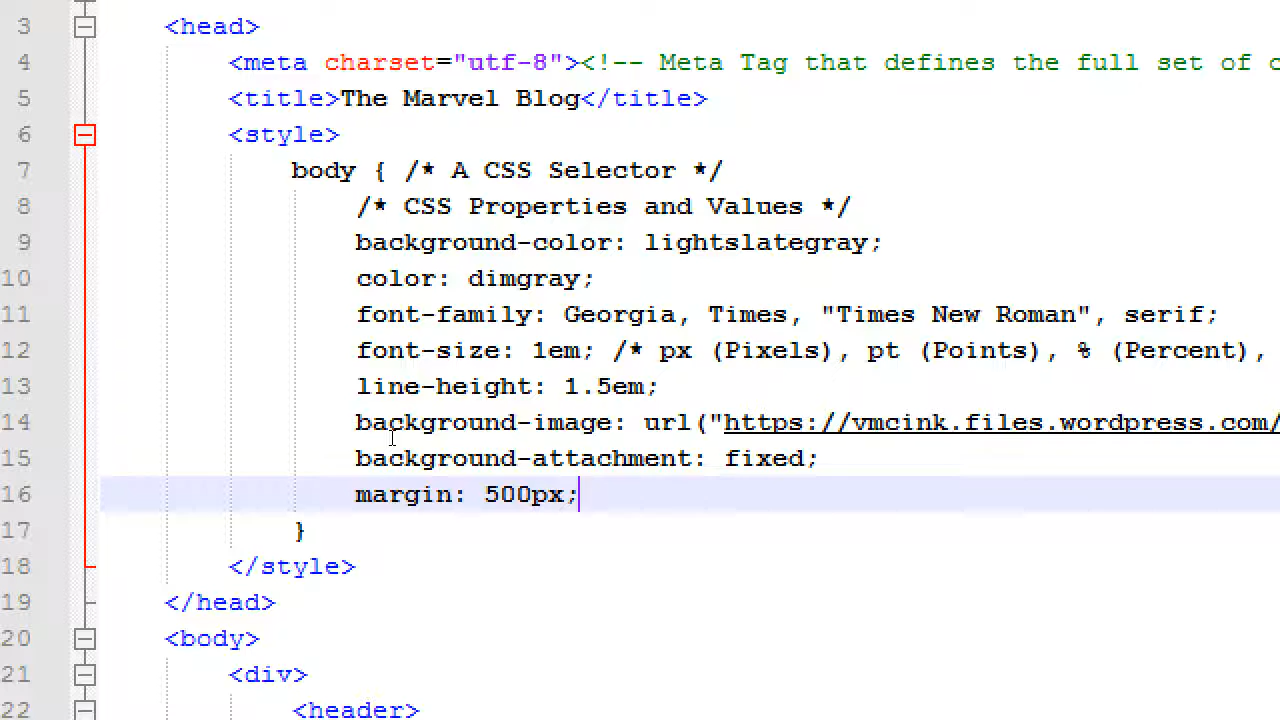 3 <head>
4 <meta charset="utf-8"><!-- Meta Tag that defines the full set of
5 <title>The Marvel Blog</title>
6 <style>
7 body { /* A CSS Selector */
8 /* CSS Properties and Values */
9 background-color: lightslategray;
10 color: dimgray;
11 font-family: Georgia, Times, "Times New Roman", serif;
12 font-size: 1em; /* px (Pixels), pt (Points), % (Percent),
13 line-height: 1.5em;
14 background-image: url("https://vmcink.files.wordpress.com/
15 background-attachment: fixed;
16 margin: 500px;
17 }
18 </style>
19 </head>
20 <body>
21 <div>
22 <header>